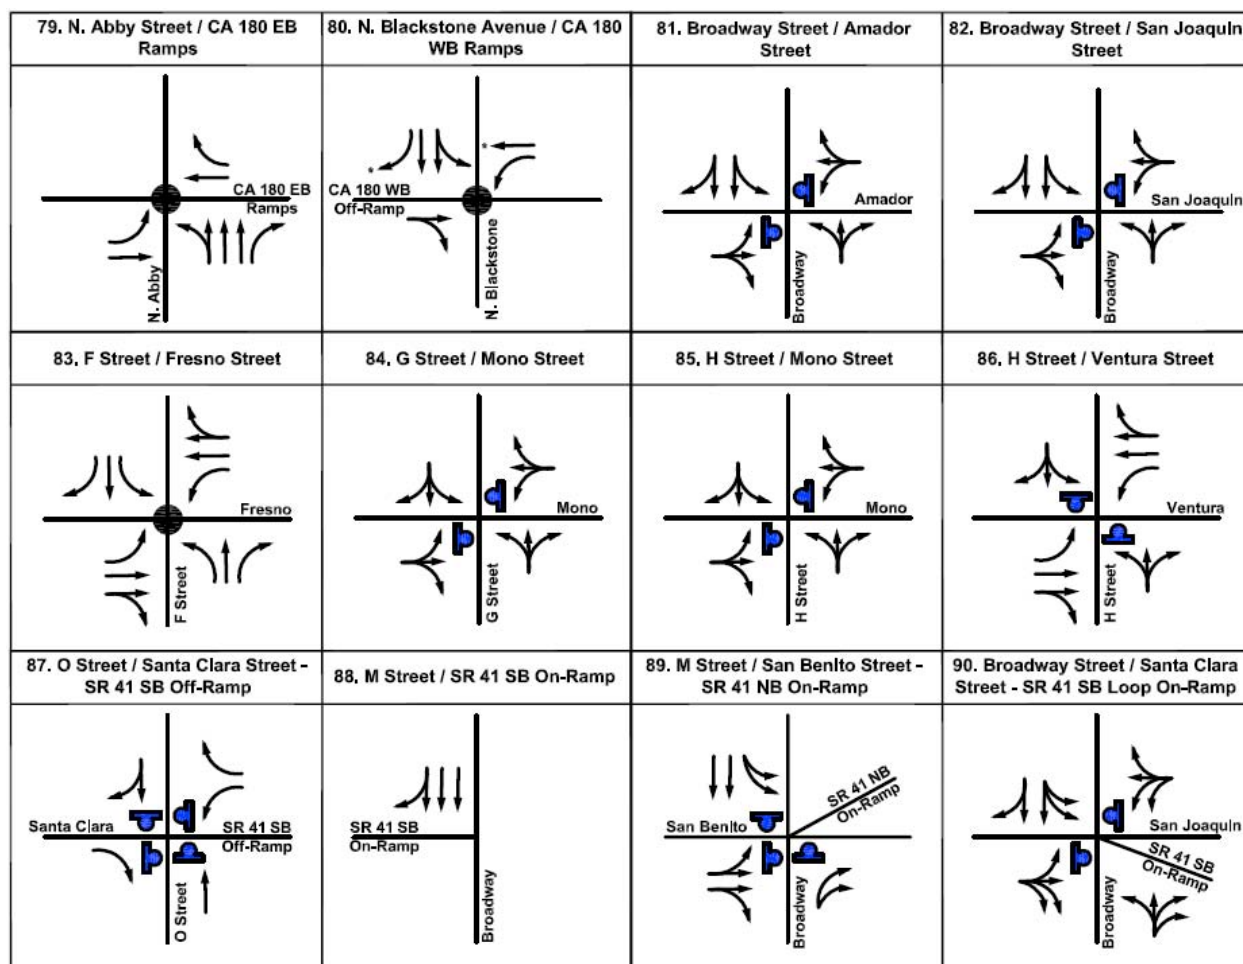 79. N. Abby Street / CA 180 EB
Ramps
80. N. Blackstone Avenue / CA 180
WB Ramps
81. Broadway Street / Amador
Street
82. Broadway Street / San Joaquin
Street
CA 180 EB
Ramps
N. Abby
*
*
CA 180 WB
Off-Ramp
N. Blackstone
Amador
Broadway
San Joaquin
Broadway
83. F Street / Fresno Street
84. G Street / Mono Street
85. H Street / Mono Street
86. H Street / Ventura Street
Fresno
F Street
Mono
G Street
Mono
H Street
Ventura
H Street
87. O Street / Santa Clara Street -
SR 41 SB Off-Ramp
88. M Street / SR 41 SB On-Ramp
89. M Street / San Benito Street -
SR 41 NB On-Ramp
90. Broadway Street / Santa Clara
Street - SR 41 SB Loop On-Ramp
Santa Clara
SR 41 SB
Off-Ramp
O Street
SR 41 SB
On-Ramp
Broadway
San Benito
SR 41 NB
On-Ramp
Broadway
San Joaquin
SR 41 SB
On-Ramp
Broadway